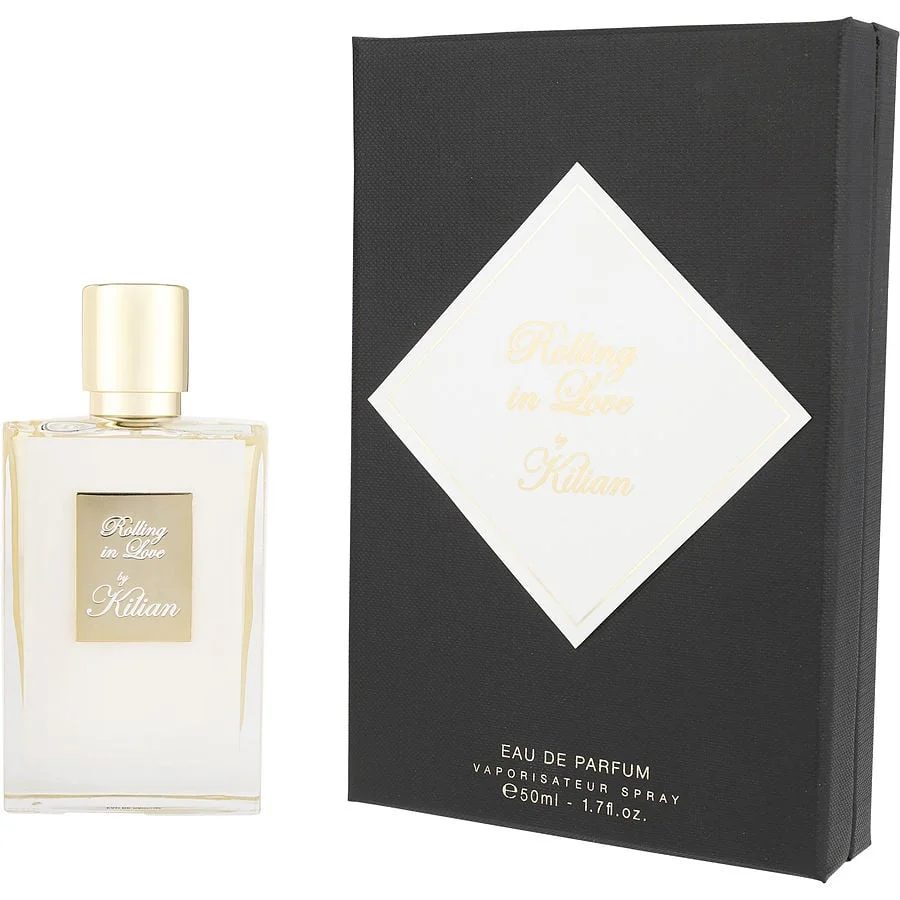 Rolling
in Love
by
Kilian
Rolling
in Love
by
Kilian
EAU DE PARFUM
VAPORISATEUR SPRAY
℮50ml - 1.7fl.oz.